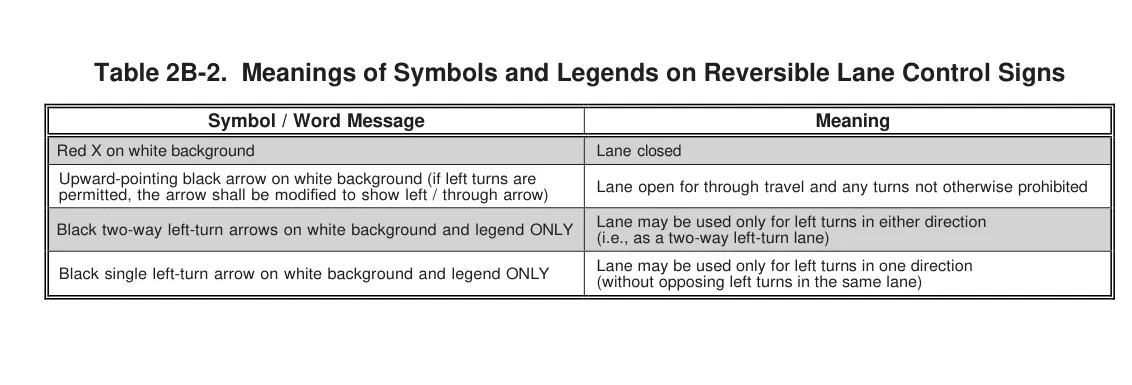 Table 2B-2. Meanings of Symbols and Legends on Reversible Lane Control Signs
Symbol / Word Message
Meaning
Red X on white background
Lane closed
Upward-pointing black arrow on white background (if left turns are
permitted, the arrow shall be modified to show left / through arrow)
Lane open for through travel and any turns not otherwise prohibited
Black two-way left-turn arrows on white background and legend ONLY
Lane may be used only for left turns in either direction
(i.e., as a two-way left-turn lane)
Black single left-turn arrow on white background and legend ONLY
Lane may be used only for left turns in one direction
(without opposing left turns in the same lane)